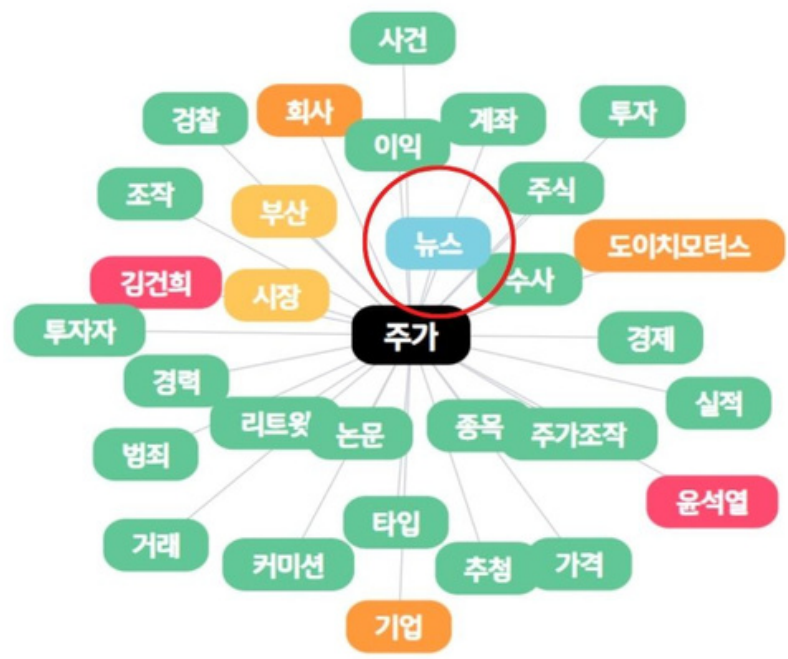 사건
검찰
회사
이익
계좌
투자
조작
부산
주식
뉴스
도이치모터스
김건희
시장
수사
투자자
주가
경제
경력
리트윗
논문
종목
주가조작
실적
범죄
윤석열
거래
커미션
타입
추첨
가격
기업